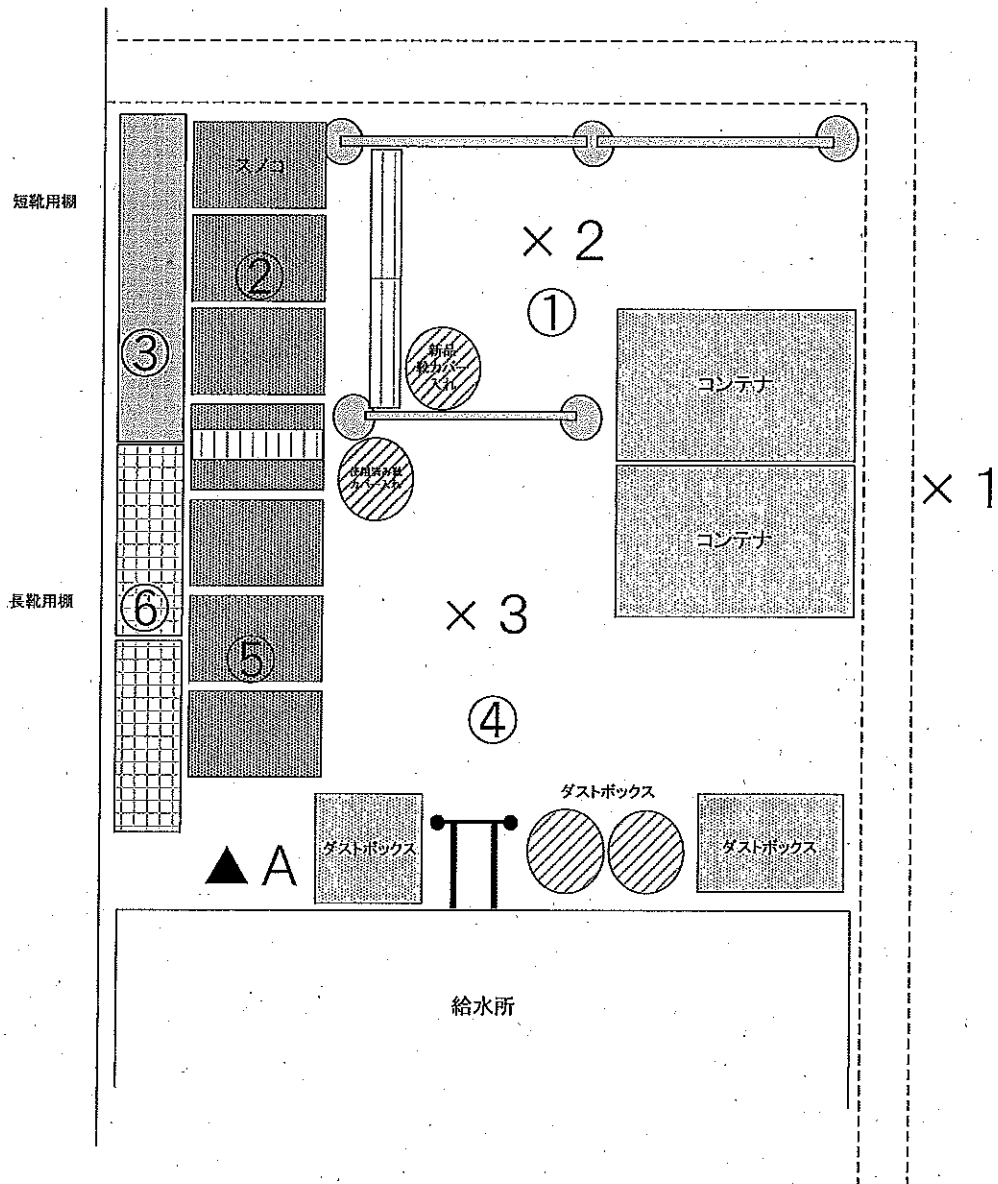 スノコ
短靴用棚
× 2
②
①
③
新品
靴カバー
入れ
コンテナ
使用済み靴
カバー入れ
× 1
コンテナ
長靴用棚
⑥
× 3
⑤
④
ダストボックス
▲ A
ダストボックス
ダストボックス
給水所